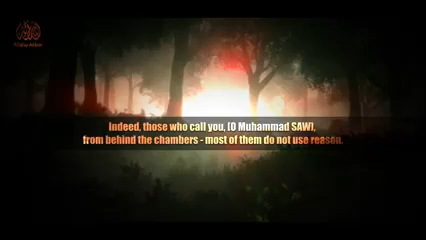 Indeed, those who call you, [O Muhammad SAW],
from behind the chambers - most of them do not use reason.